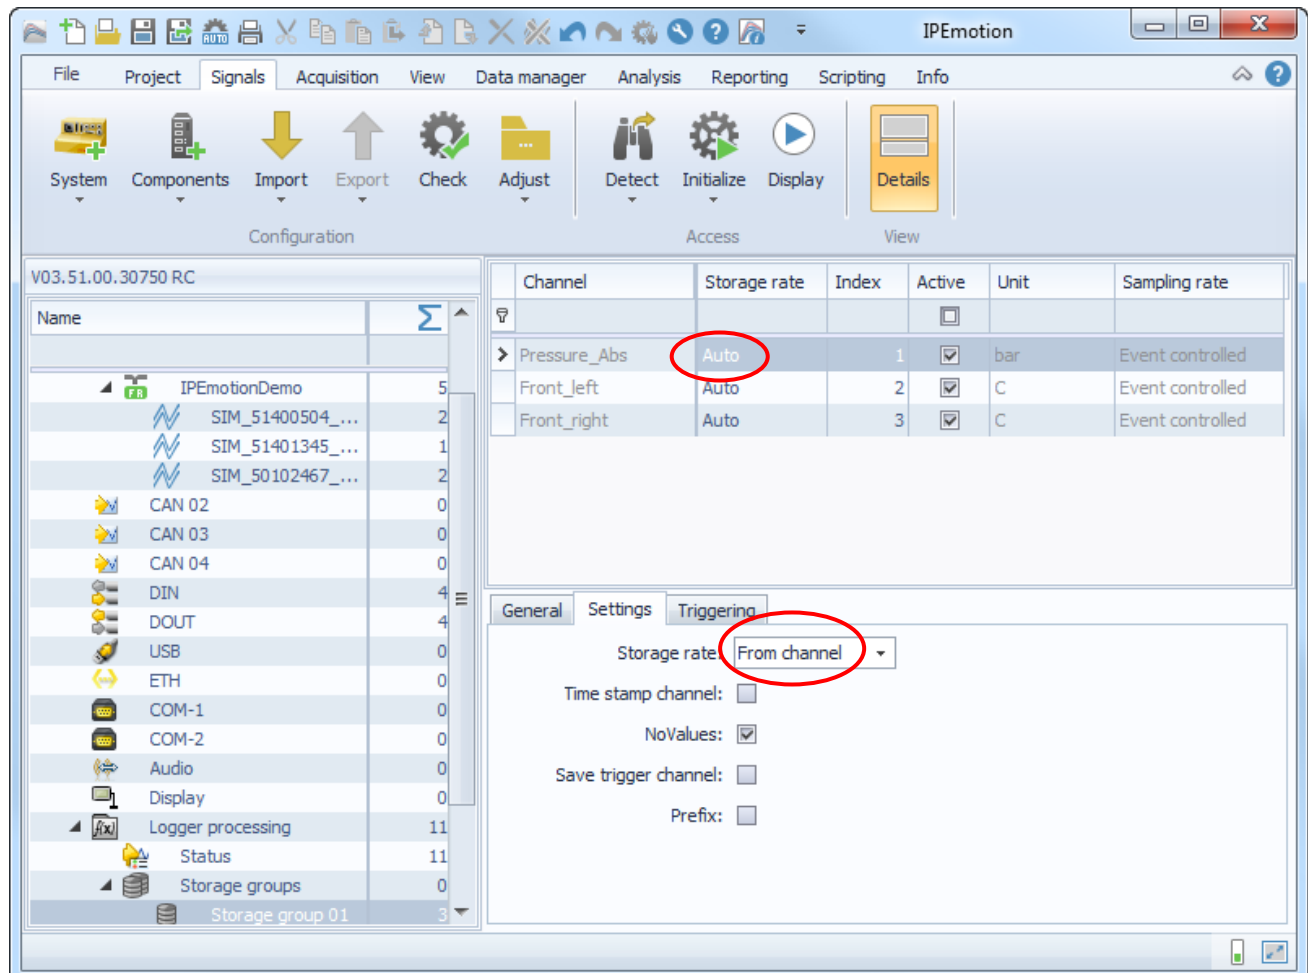 IPEmotion
File Project Signals Acquisition View Data manager Analysis Reporting Scripting Info
System Components Import Export Check Adjust Detect Initialize Display Details
Configuration Access View
V03.51.00.30750 RC
Name Σ
IPEmotionDemo 5
SIM_51400504_... 2
SIM_51401345_... 1
SIM_50102467_... 2
CAN 02 0
CAN 03 0
CAN 04 0
DIN 4
DOUT 4
USB 0
ETH 0
COM-1 0
COM-2 0
Audio 0
Display 0
Logger processing 11
Status 11
Storage groups 0
Storage group 01 3
Channel Storage rate Index Active Unit Sampling rate
Pressure_Abs Auto 1 bar Event controlled
Front_left Auto 2 C Event controlled
Front_right Auto 3 C Event controlled
General Settings Triggering
Storage rate: From channel
Time stamp channel:
NoValues:
Save trigger channel:
Prefix: